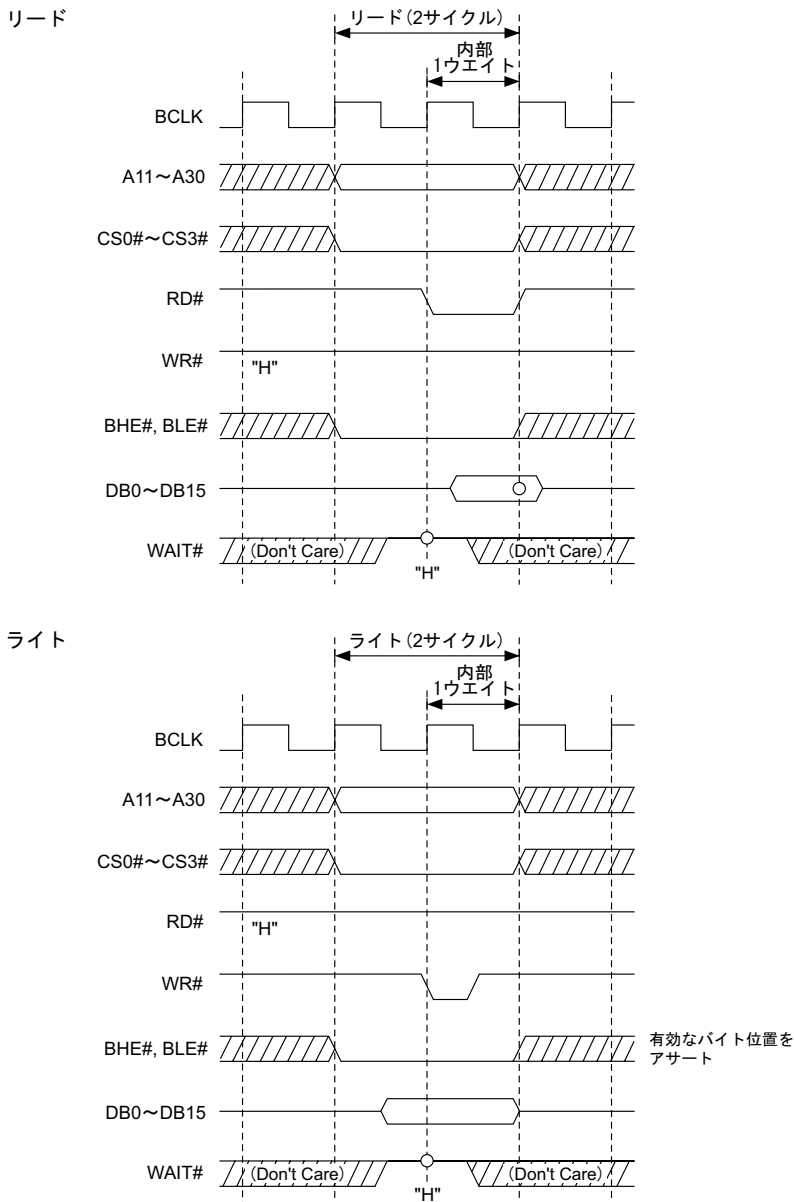 リード
リード(2サイクル)
内部
1ウエイト
BCLK
A11～A30
CS0#～CS3#
RD#
WR#
"H"
BHE#, BLE#
DB0～DB15
WAIT#
(Don't Care)
(Don't Care)
"H"
ライト
ライト(2サイクル)
内部
1ウエイト
BCLK
A11～A30
CS0#～CS3#
RD#
"H"
WR#
BHE#, BLE#
有効なバイト位置を
アサート
DB0～DB15
WAIT#
(Don't Care)
(Don't Care)
"H"